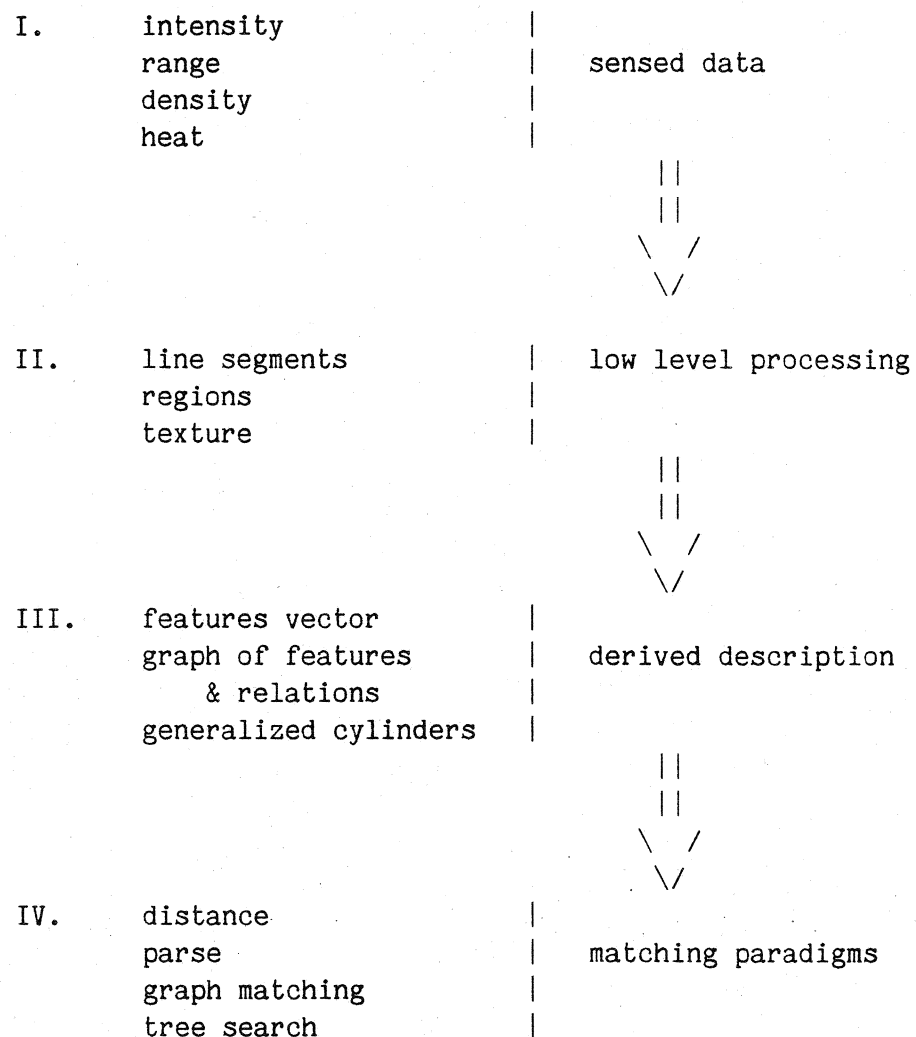 I. intensity |
range | sensed data
density |
heat |
||
||
\ /
\/
II. line segments | low level processing
regions |
texture |
||
||
\ /
\/
III. features vector |
graph of features | derived description
& relations |
generalized cylinders |
||
||
\ /
\/
IV. distance |
parse | matching paradigms
graph matching |
tree search |